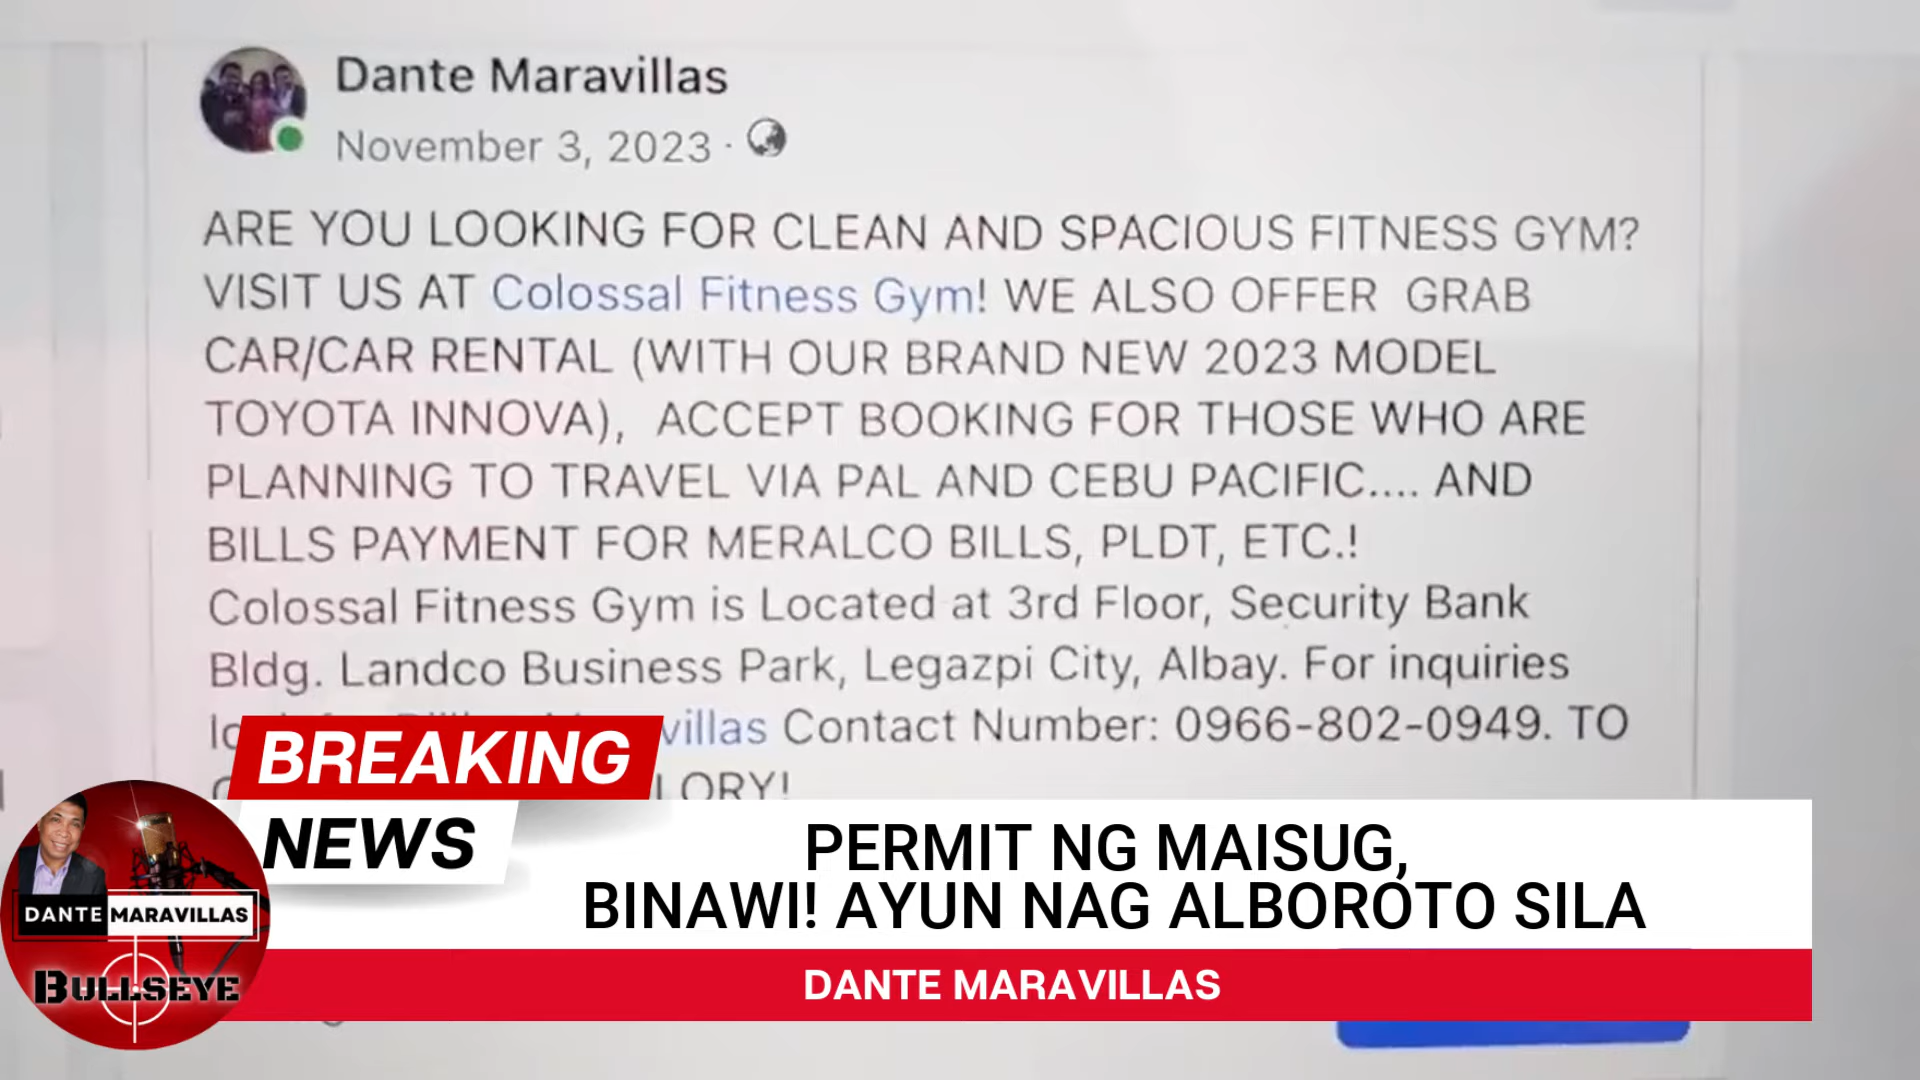 Dante Maravillas
November 3, 2023 ·
ARE YOU LOOKING FOR CLEAN AND SPACIOUS FITNESS GYM?
VISIT US AT Colossal Fitness Gym! WE ALSO OFFER GRAB
CAR/CAR RENTAL (WITH OUR BRAND NEW 2023 MODEL
TOYOTA INNOVA), ACCEPT BOOKING FOR THOSE WHO ARE
PLANNING TO TRAVEL VIA PAL AND CEBU PACIFIC.... AND
BILLS PAYMENT FOR MERALCO BILLS, PLDT, ETC.!
Colossal Fitness Gym is Located at 3rd Floor, Security Bank
Bldg. Landco Business Park, Legazpi City, Albay. For inquiries
Contact Number: 0966-802-0949. TO
BREAKING
NEWS
PERMIT NG MAISUG,
BINAWI! AYUN NAG ALBOROTO SILA
DANTE MARAVILLAS
DANTE MARAVILLAS
BULLSEYE